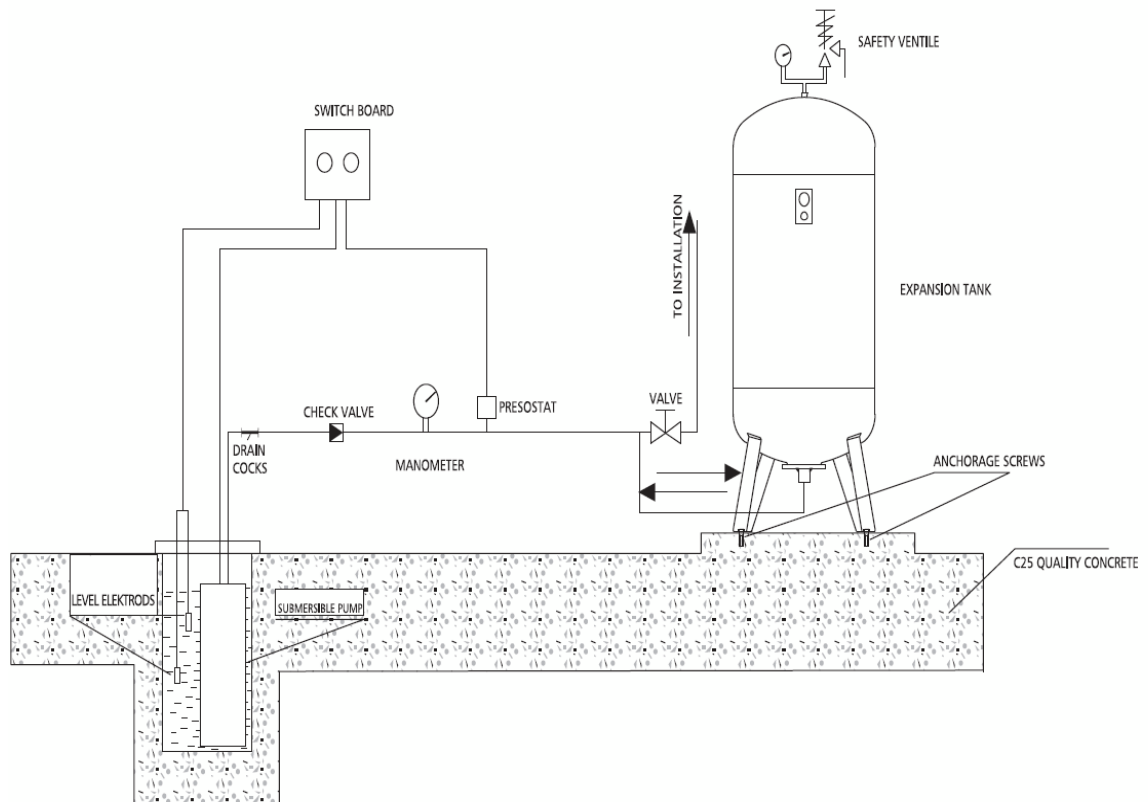 SAFETY VENTILE
SWITCH BOARD
TO INSTALLATION
EXPANSION TANK
CHECK VALVE
PRESOSTAT
VALVE
DRAIN
COCKS
MANOMETER
ANCHORAGE SCREWS
C25 QUALITY CONCRETE
LEVEL ELEKTRODS
SUBMERSIBLE PUMP